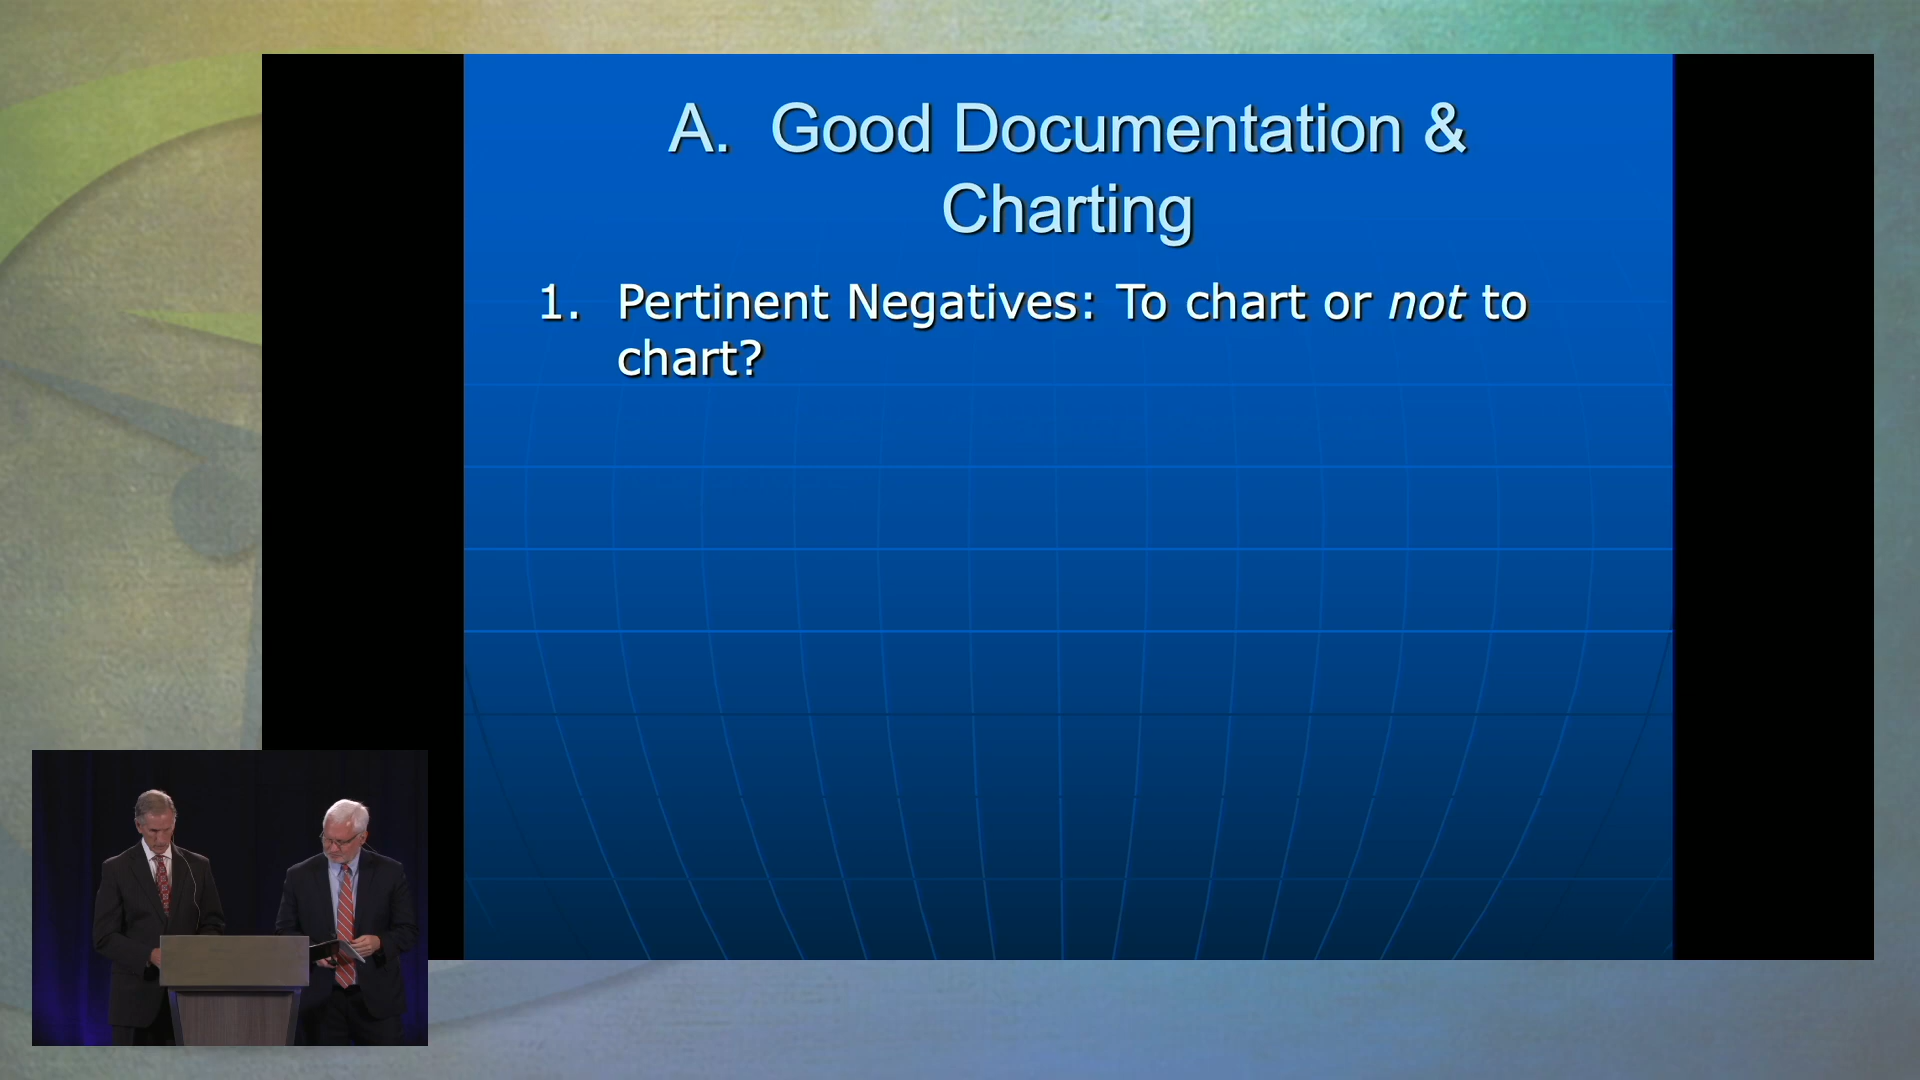 A. Good Documentation &
Charting
1. Pertinent Negatives: To chart or not to
chart?